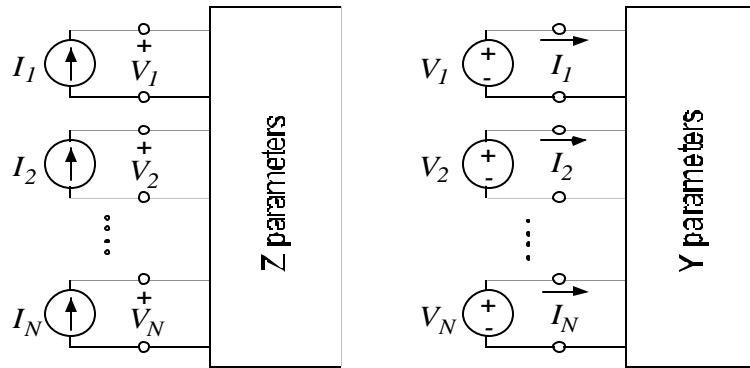 I1
+
V1
I2
+
V2
IN
+
VN
Z parameters
V1
+
-
I1
V2
+
-
I2
VN
+
-
IN
Y parameters